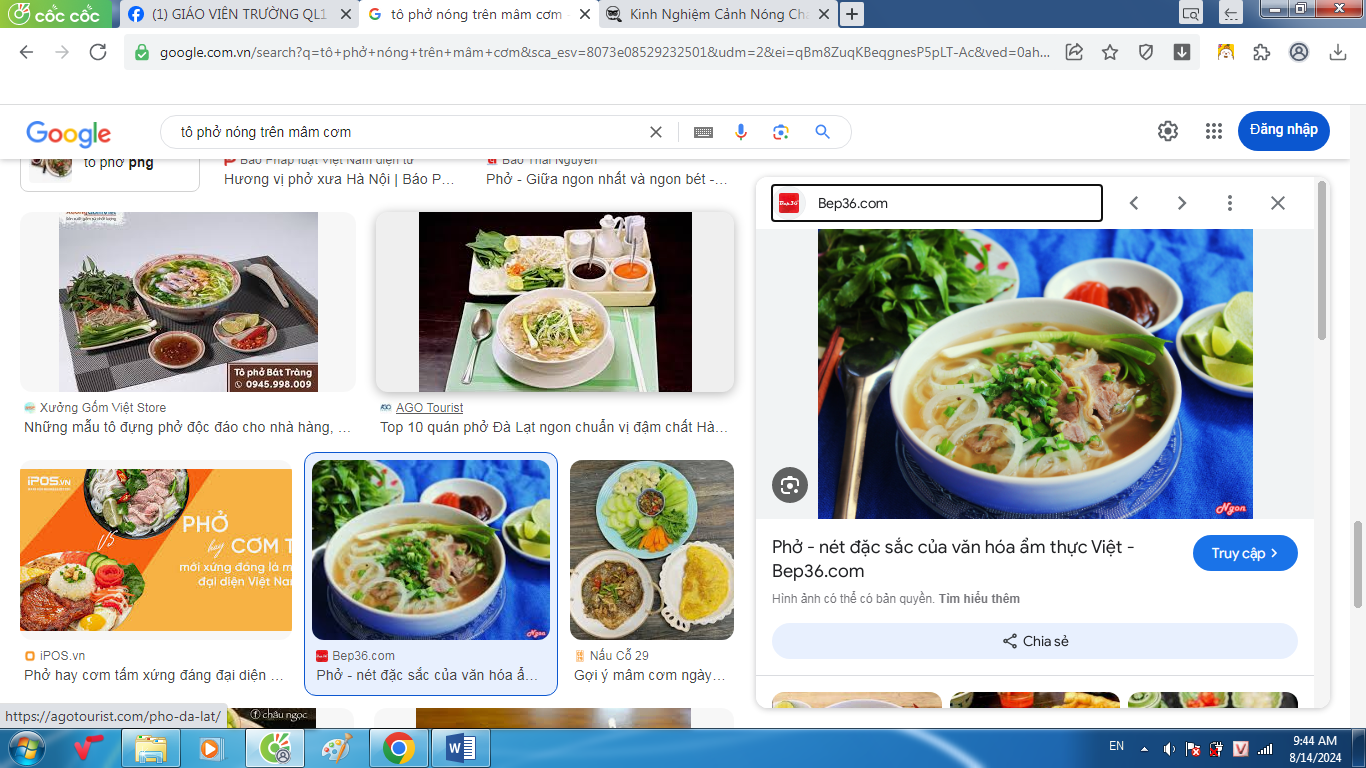 cốc cốc
(1) GIÁO VIÊN TRƯỜNG QL1
tô phở nóng trên mâm cơm -
Kinh Nghiệm Cảnh Nóng Cha
google.com.vn/search?q=tô+phở+nóng+trên+mâm+cơm&sca_esv=8073e08529232501&udm=2&ei=qBm8ZuqKBeqgnesP5pLT-Ac&ved=0ah...
Google
tô phở nóng trên mâm cơm
Đăng nhập
tô phở png
Báo Pháp luật Việt Nam điện tử
Báo Thái Nguyên
Hương vị phở xưa Hà Nội | Báo P...
Phở - Giữa ngon nhất và ngon bét -...
Tô phở Bát Tràng
0945.998.009
Xưởng Gốm Việt Store
AGO Tourist
Những mẫu tô đựng phở độc đáo cho nhà hàng, ...
Top 10 quán phở Đà Lạt ngon chuẩn vị đậm chất Hà...
iPOS.vn
PHỞ
VS
hay CƠM T
mới xứng đáng là m
đại diện Việt Nam
Ngon
iPOS.vn
Bep36.com
Nấu Cỗ 29
Phở hay cơm tấm xứng đáng đại diện ...
Phở - nét đặc sắc của văn hóa ẩ...
Gợi ý mâm cơm ngày...
Bep36.com
Bep36.com
Ngon
Phở - nét đặc sắc của văn hóa ẩm thực Việt -
Bep36.com
Truy cập
Hình ảnh có thể có bản quyền. Tìm hiểu thêm
Chia sẻ
https://agotourist.com/pho-da-lat/
châu ngọc
EN
9:44 AM
8/14/2024